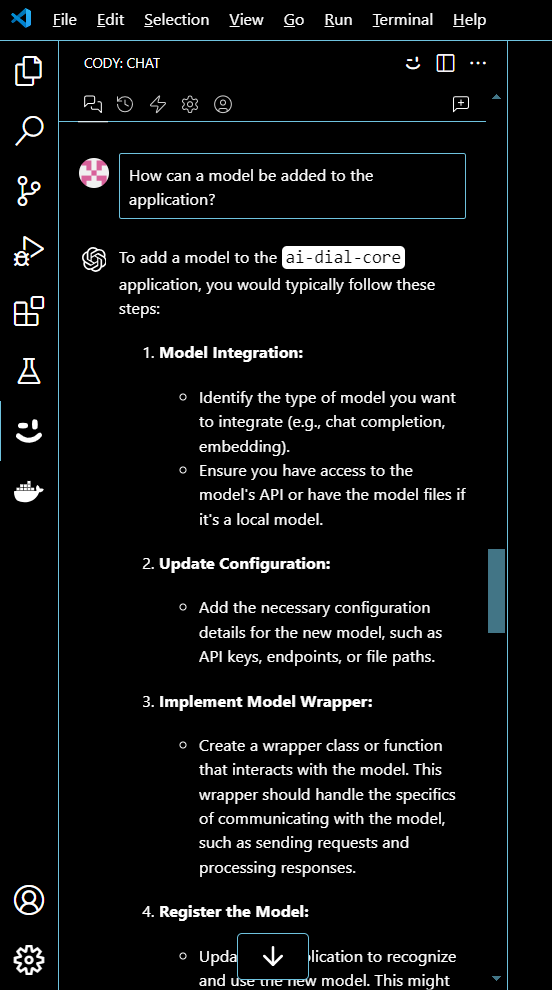 File Edit Selection View Go Run Terminal Help
CODY: CHAT
How can a model be added to the
application?
To add a model to the ai-dial-core
application, you would typically follow these
steps:
1. Model Integration:
Identify the type of model you want
to integrate (e.g., chat completion,
embedding).
Ensure you have access to the
model's API or have the model files if
it's a local model.
2. Update Configuration:
Add the necessary configuration
details for the new model, such as
API keys, endpoints, or file paths.
3. Implement Model Wrapper:
Create a wrapper class or function
that interacts with the model. This
wrapper should handle the specifics
of communicating with the model,
such as sending requests and
processing responses.
4. Register the Model:
to recognize
and use the new model. This might